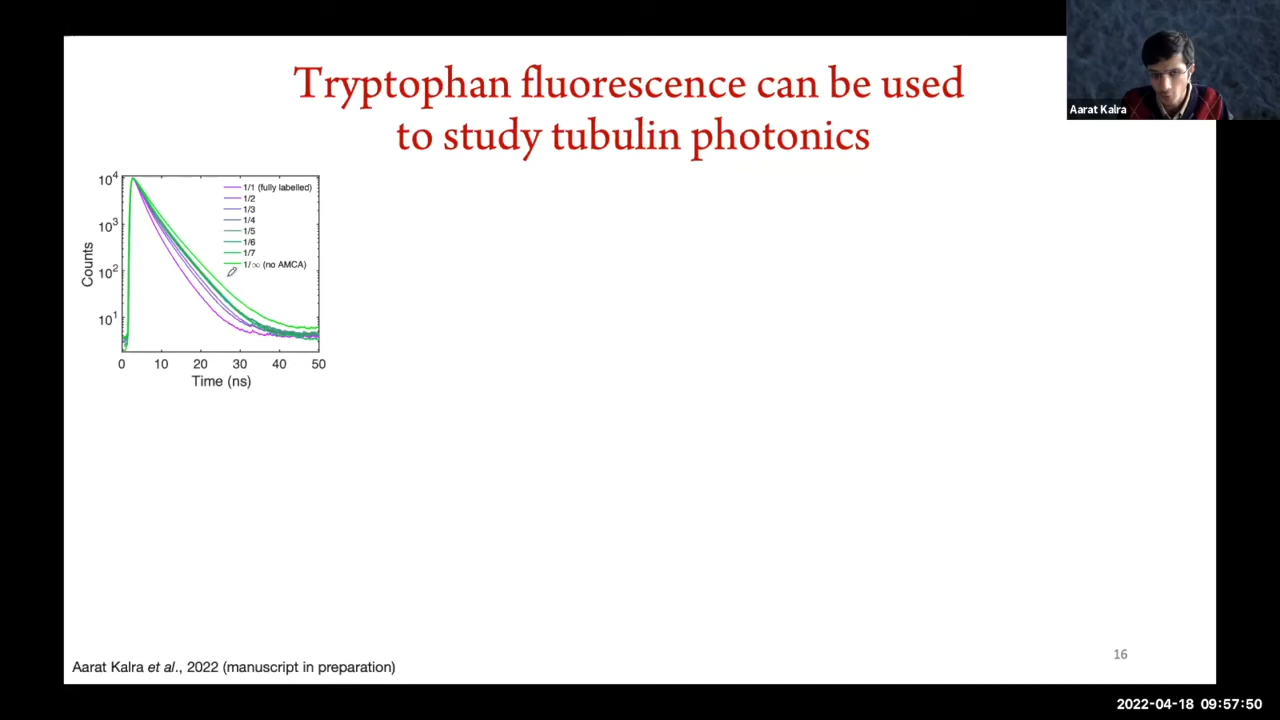 Tryptophan fluorescence can be used
to study tubulin photonics
Aarat Kalra
10⁴
10³
10²
10¹
Counts
1/1 (fully labelled)
1/2
1/3
1/4
1/5
1/6
1/7
1/∞ (no AMCA)
0 10 20 30 40 50
Time (ns)
16
Aarat Kalra et al., 2022 (manuscript in preparation)
2022-04-18 09:57:50